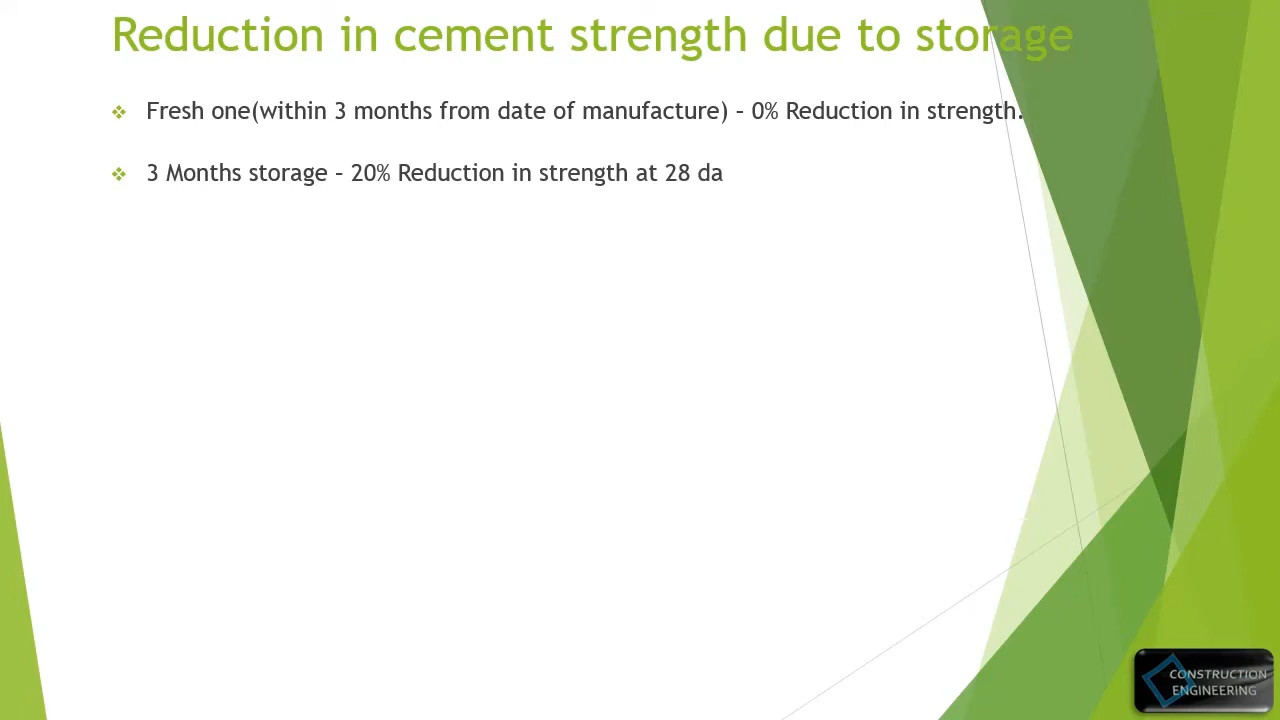 Reduction in cement strength due to storage
Fresh one(within 3 months from date of manufacture) – 0% Reduction in strength.
3 Months storage – 20% Reduction in strength at 28 da
CONSTRUCTION
ENGINEERING